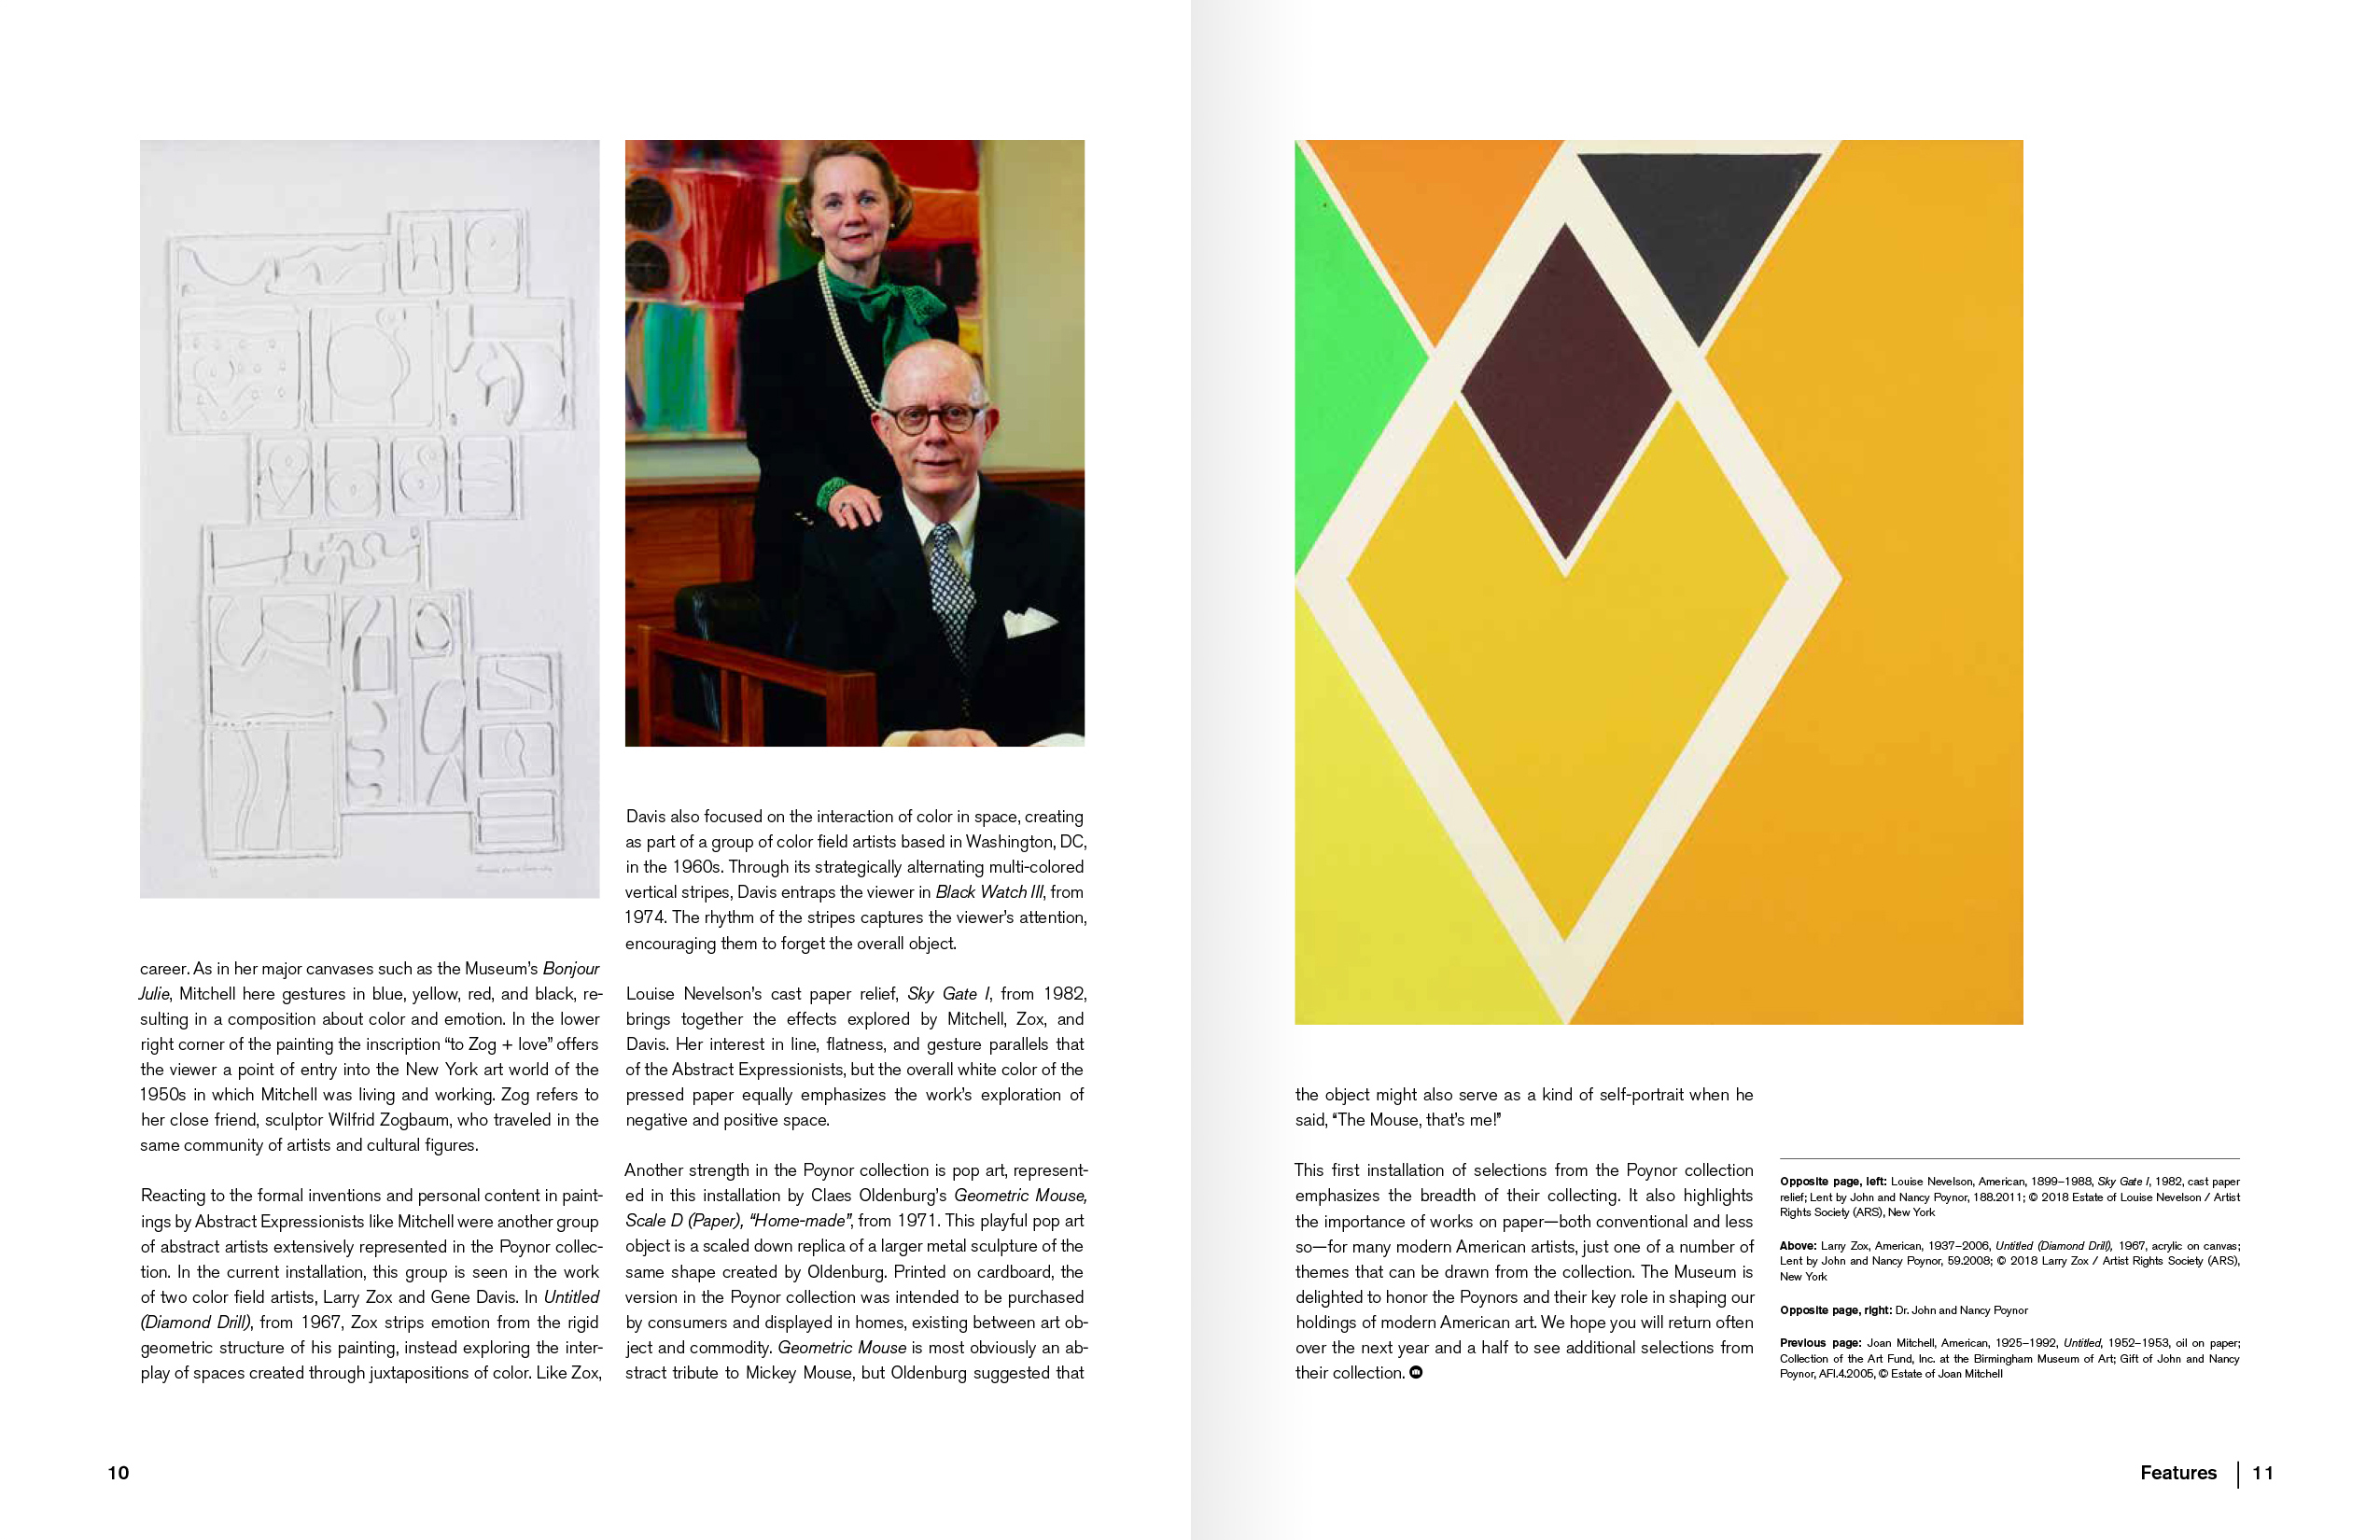 career. As in her major canvases such as the Museum's Bonjour
Julie, Mitchell here gestures in blue, yellow, red, and black, re-
sulting in a composition about color and emotion. In the lower
right corner of the painting the inscription “to Zog + love” offers
the viewer a point of entry into the New York art world of the
1950s in which Mitchell was living and working. Zog refers to
her close friend, sculptor Wilfrid Zogbaum, who traveled in the
same community of artists and cultural figures.
Reacting to the formal inventions and personal content in paint-
ings by Abstract Expressionists like Mitchell were another group
of abstract artists extensively represented in the Poynor collec-
tion. In the current installation, this group is seen in the work
of two color field artists, Larry Zox and Gene Davis. In Untitled
(Diamond Drill), from 1967, Zox strips emotion from the rigid
geometric structure of his painting, instead exploring the inter-
play of spaces created through juxtapositions of color. Like Zox,
Davis also focused on the interaction of color in space, creating
as part of a group of color field artists based in Washington, DC,
in the 1960s. Through its strategically alternating multi-colored
vertical stripes, Davis entraps the viewer in Black Watch III, from
1974. The rhythm of the stripes captures the viewer's attention,
encouraging them to forget the overall object.
Louise Nevelson's cast paper relief, Sky Gate I, from 1982,
brings together the effects explored by Mitchell, Zox, and
Davis. Her interest in line, flatness, and gesture parallels that
of the Abstract Expressionists, but the overall white color of the
pressed paper equally emphasizes the work's exploration of
negative and positive space.
Another strength in the Poynor collection is pop art, represent-
ed in this installation by Claes Oldenburg's Geometric Mouse,
Scale D (Paper), “Home-made”, from 1971. This playful pop art
object is a scaled down replica of a larger metal sculpture of the
same shape created by Oldenburg. Printed on cardboard, the
version in the Poynor collection was intended to be purchased
by consumers and displayed in homes, existing between art ob-
ject and commodity. Geometric Mouse is most obviously an ab-
stract tribute to Mickey Mouse, but Oldenburg suggested that
the object might also serve as a kind of self-portrait when he
said, “The Mouse, that's me!”
This first installation of selections from the Poynor collection
emphasizes the breadth of their collecting. It also highlights
the importance of works on paper—both conventional and less
so—for many modern American artists, just one of a number of
themes that can be drawn from the collection. The Museum is
delighted to honor the Poynors and their key role in shaping our
holdings of modern American art. We hope you will return often
over the next year and a half to see additional selections from
their collection.
Opposite page, left: Louise Nevelson, American, 1899–1988, Sky Gate I, 1982, cast paper
relief; Lent by John and Nancy Poynor, 188.2011; © 2018 Estate of Louise Nevelson / Artist
Rights Society (ARS), New York
Above: Larry Zox, American, 1937–2006, Untitled (Diamond Drill), 1967, acrylic on canvas;
Lent by John and Nancy Poynor, 59.2008; © 2018 Larry Zox / Artist Rights Society (ARS),
New York
Opposite page, right: Dr. John and Nancy Poynor
Previous page: Joan Mitchell, American, 1925–1992, Untitled, 1952–1953, oil on paper;
Collection of the Art Fund, Inc. at the Birmingham Museum of Art; Gift of John and Nancy
Poynor, AFI.4.2005, © Estate of Joan Mitchell
10
Features | 11